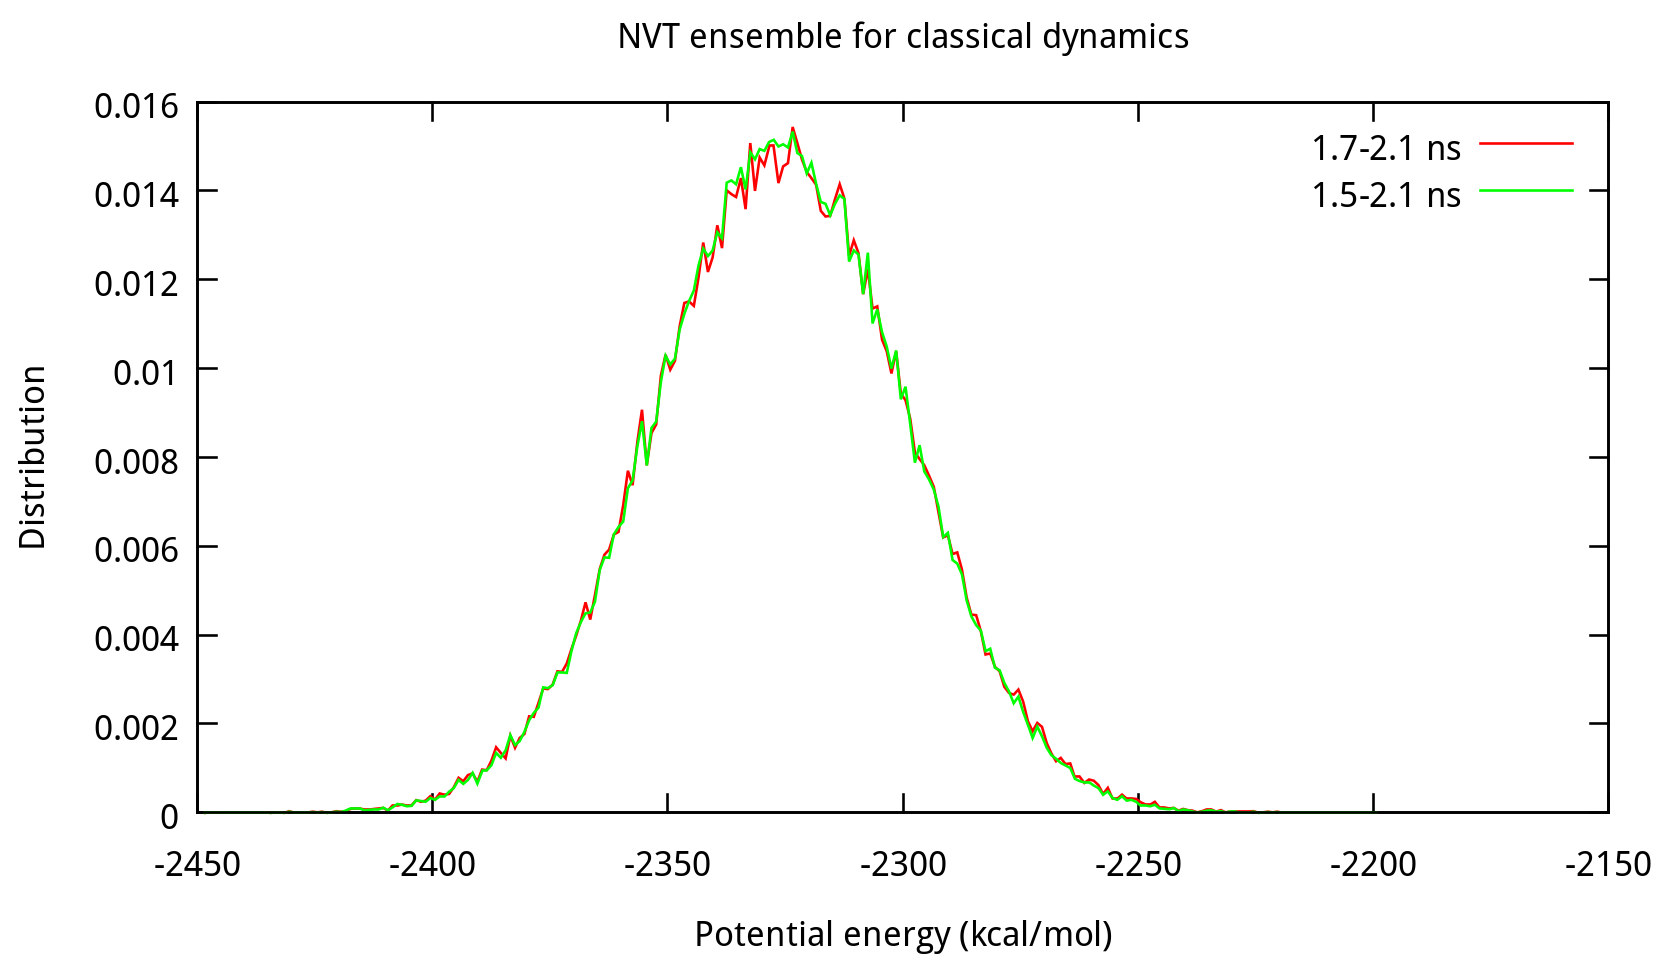 NVT ensemble for classical dynamics
0.016
0.014
0.012
0.01
0.008
0.006
0.004
0.002
0
Distribution
1.7-2.1 ns
1.5-2.1 ns
-2450 -2400 -2350 -2300 -2250 -2200 -2150
Potential energy (kcal/mol)